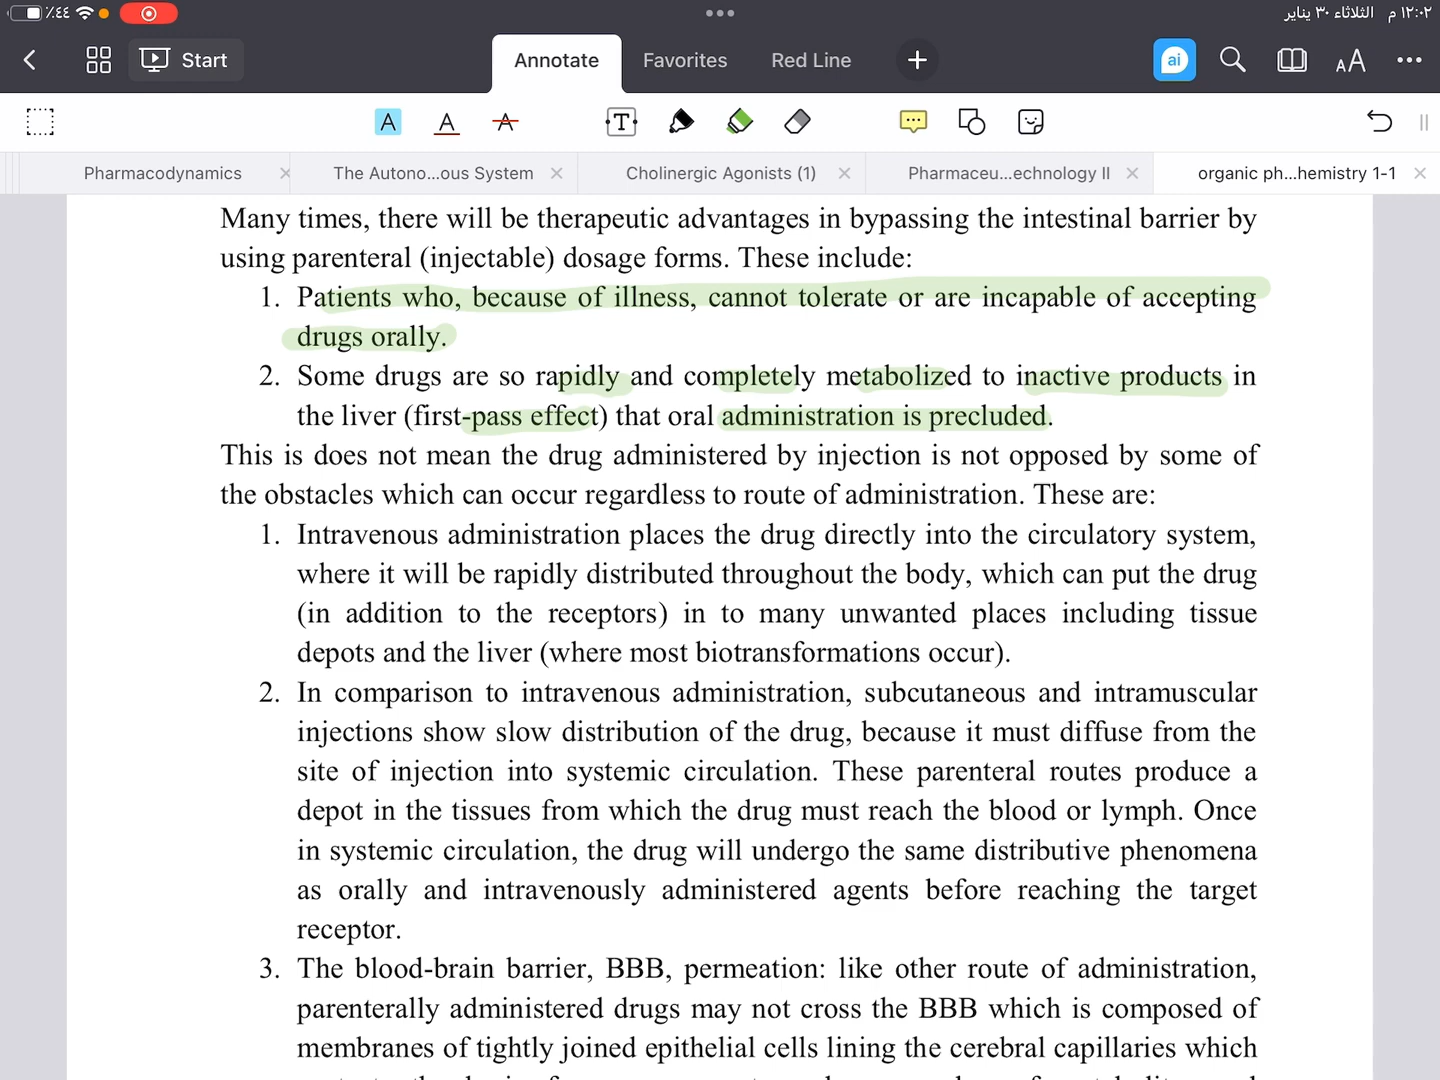 ٪٤٤
١٢:٠٢ م الثلاثاء ٣٠ يناير
Start
Annotate
Favorites
Red Line
ai
AA
A
A
A
T
Pharmacodynamics
The Autono...ous System
Cholinergic Agonists (1)
Pharmaceu...echnology II
organic ph...hemistry 1-1
Many times, there will be therapeutic advantages in bypassing the intestinal barrier by
using parenteral (injectable) dosage forms. These include:
1. Patients who, because of illness, cannot tolerate or are incapable of accepting
drugs orally.
2. Some drugs are so rapidly and completely metabolized to inactive products in
the liver (first-pass effect) that oral administration is precluded.
This is does not mean the drug administered by injection is not opposed by some of
the obstacles which can occur regardless to route of administration. These are:
1. Intravenous administration places the drug directly into the circulatory system,
where it will be rapidly distributed throughout the body, which can put the drug
(in addition to the receptors) in to many unwanted places including tissue
depots and the liver (where most biotransformations occur).
2. In comparison to intravenous administration, subcutaneous and intramuscular
injections show slow distribution of the drug, because it must diffuse from the
site of injection into systemic circulation. These parenteral routes produce a
depot in the tissues from which the drug must reach the blood or lymph. Once
in systemic circulation, the drug will undergo the same distributive phenomena
as orally and intravenously administered agents before reaching the target
receptor.
3. The blood-brain barrier, BBB, permeation: like other route of administration,
parenterally administered drugs may not cross the BBB which is composed of
membranes of tightly joined epithelial cells lining the cerebral capillaries which